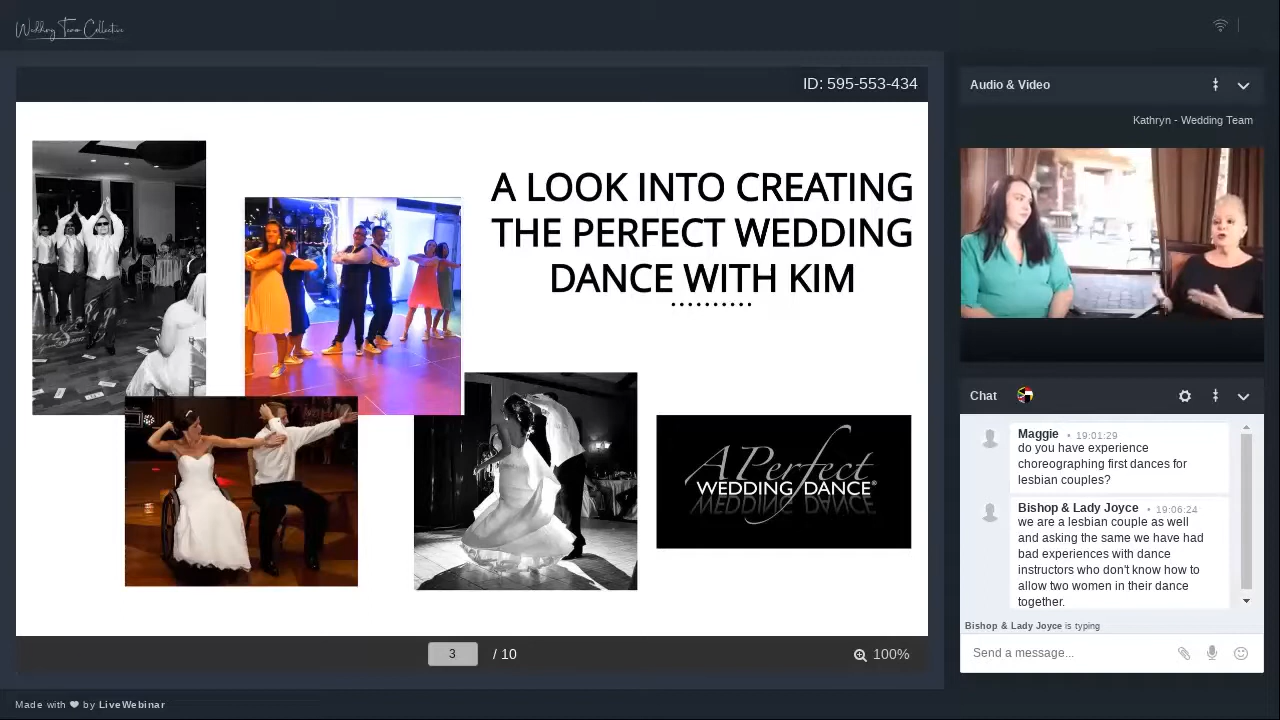 Wedding Team Collective
ID: 595-553-434
A LOOK INTO CREATING
THE PERFECT WEDDING
DANCE WITH KIM
A Perfect
WEDDING DANCE®
3 / 10
100%
Audio & Video
Kathryn - Wedding Team
Chat
Maggie • 19:01:29
do you have experience
choreographing first dances for
lesbian couples?
Bishop & Lady Joyce • 19:06:24
we are a lesbian couple as well
and asking the same we have had
bad experiences with dance
instructors who don't know how to
allow two women in their dance
together.
Bishop & Lady Joyce is typing
Send a message...
Made with ❤ by LiveWebinar